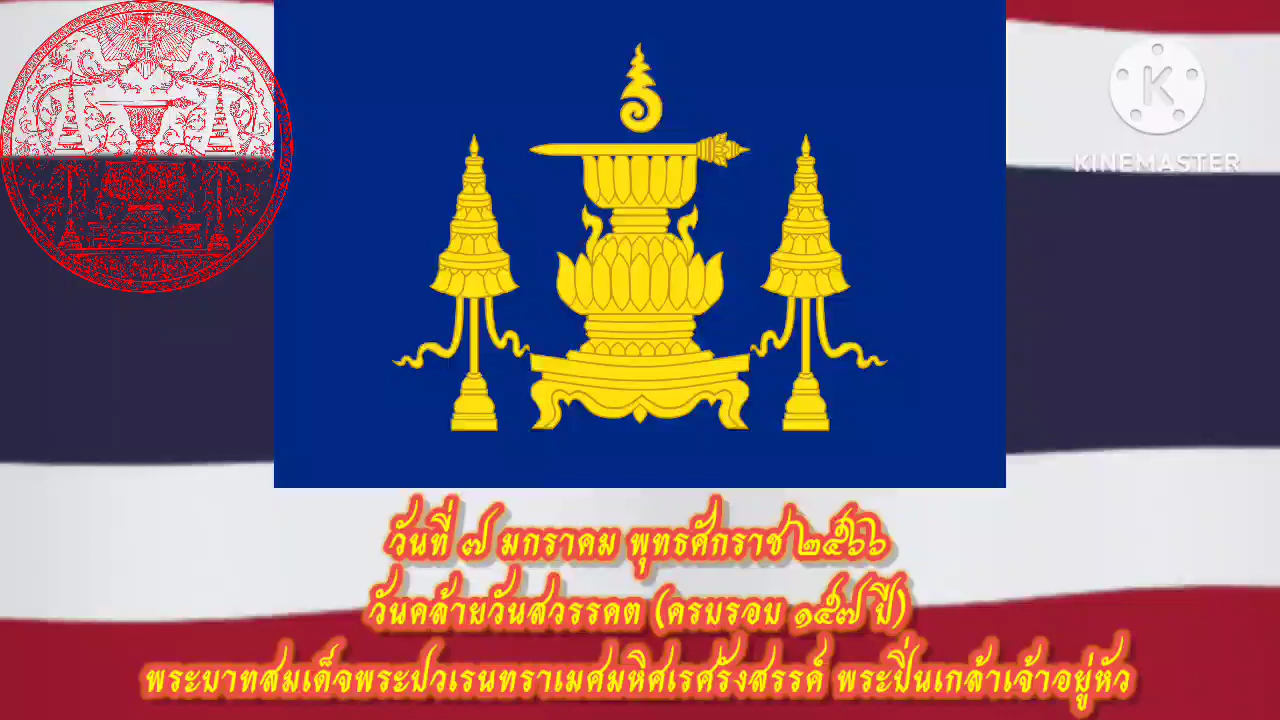 K
KINEMASTER
วันที่ ๗ มกราคม พุทธศักราช ๒๕๖๖
วันคล้ายวันสวรรคต (ครบรอบ ๑๕๗ ปี)
พระบาทสมเด็จพระปวเรนทราเมศมหิศเรศรังสรรค์ พระปิ่นเกล้าเจ้าอยู่หัว